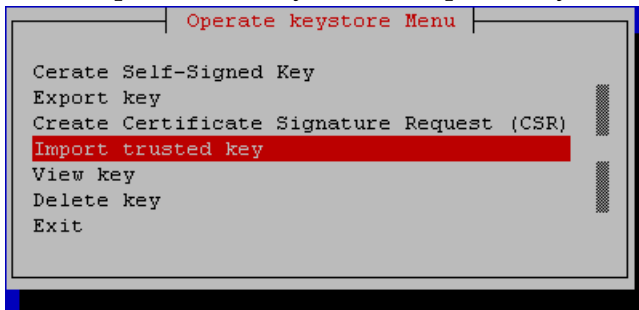 Operate keystore Menu
Cerate Self-Signed Key
Export key
Create Certificate Signature Request (CSR)
Import trusted key
View key
Delete key
Exit